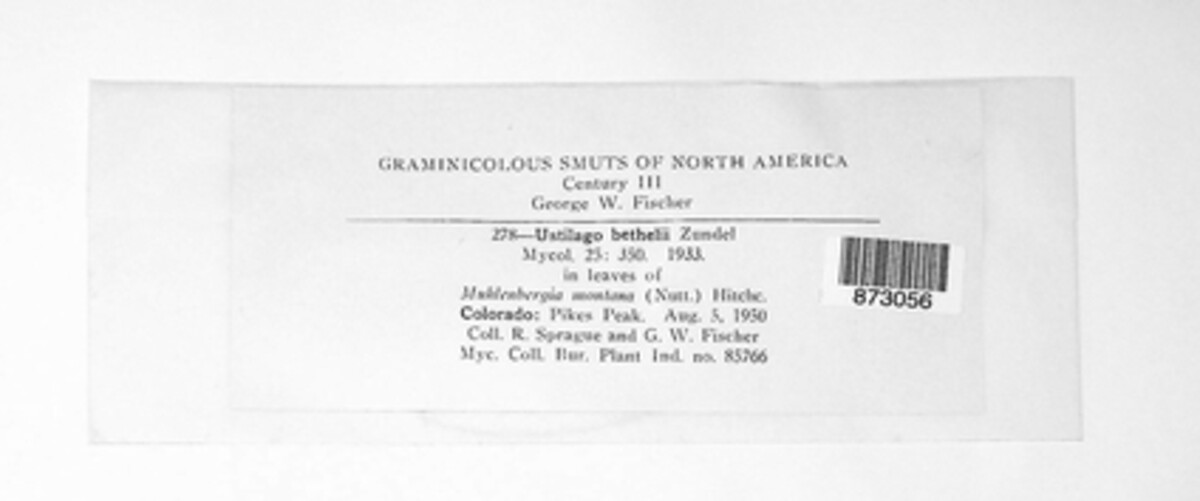 GRAMINICOLOUS SMUTS OF NORTH AMERICA
Century III
George W. Fischer
278—Ustilago bethelii Zundel
Mycol. 25: 350. 1933.
in leaves of
Muhlenbergia montana (Nutt.) Hitchc.
Colorado: Pikes Peak. Aug. 5, 1950
Coll. R. Sprague and G. W. Fischer
Myc. Coll. Bur. Plant Ind. no. 85766
873056